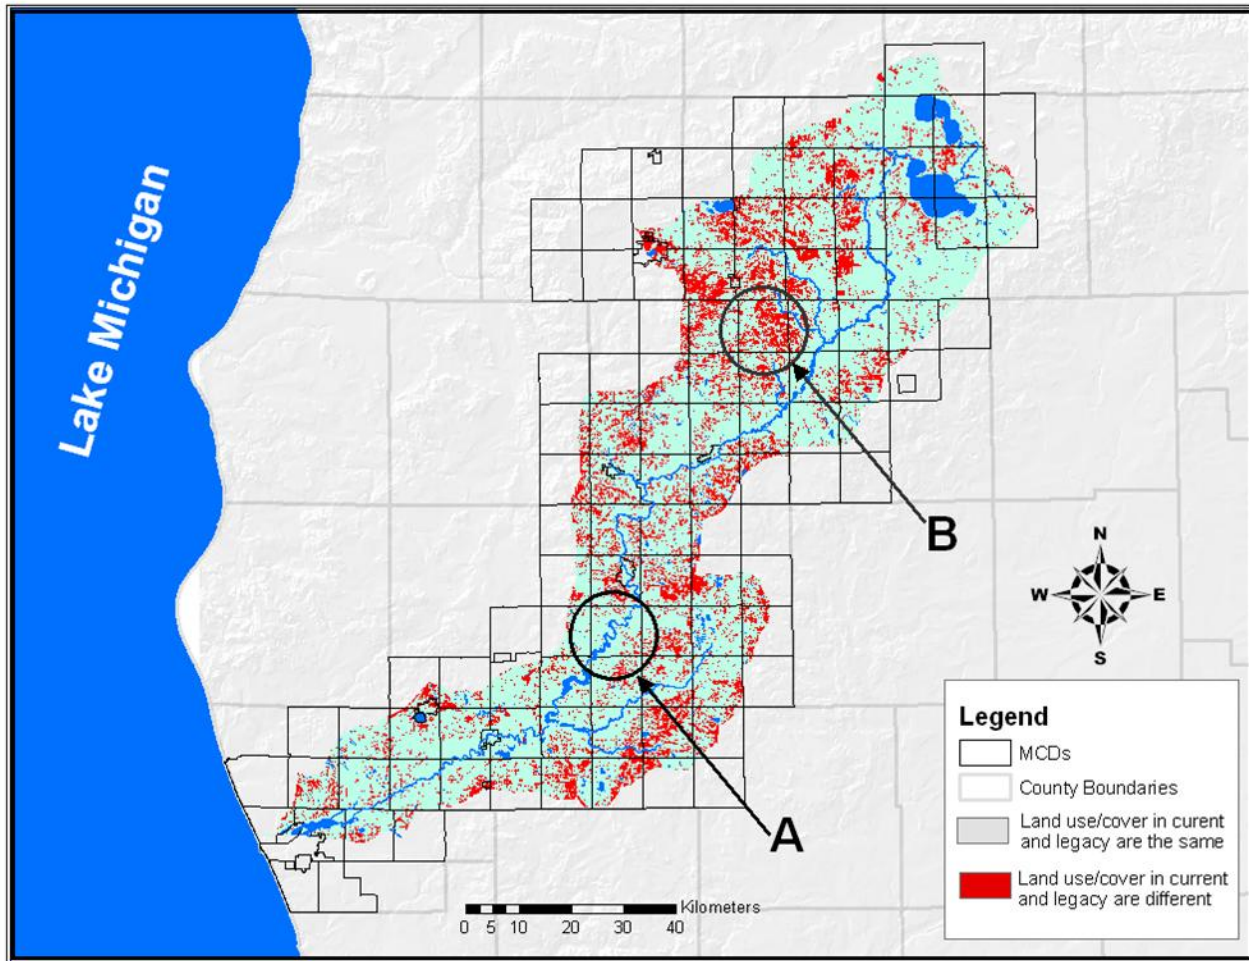 Lake Michigan
B
A
N
W
E
S
Legend
MCDs
County Boundaries
Land use/cover in curent
and legacy are the same
Land use/cover in current
and legacy are different
Kilometers
0 5 10 20 30 40